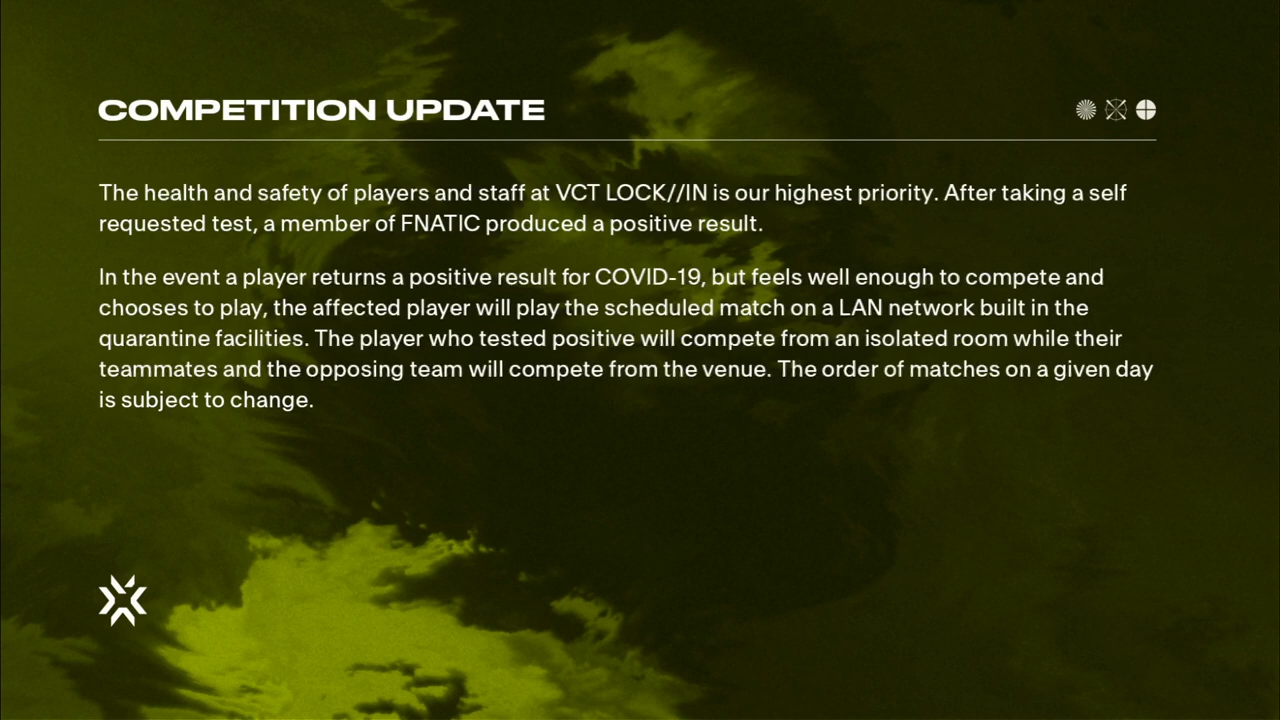 COMPETITION UPDATE
The health and safety of players and staff at VCT LOCK//IN is our highest priority. After taking a self
requested test, a member of FNATIC produced a positive result.
In the event a player returns a positive result for COVID-19, but feels well enough to compete and
chooses to play, the affected player will play the scheduled match on a LAN network built in the
quarantine facilities. The player who tested positive will compete from an isolated room while their
teammates and the opposing team will compete from the venue. The order of matches on a given day
is subject to change.